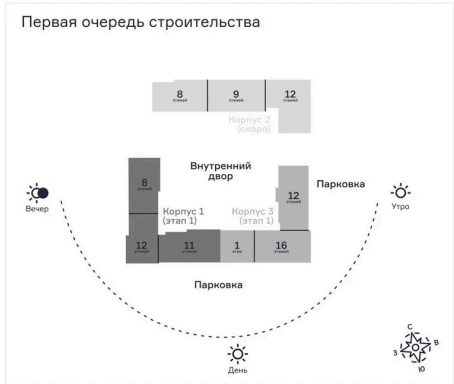 Первая очередь строительства
8
этажей
9
этажей
12
этажей
Корпус 2
(скоро)
Внутренний
двор
8
этажей
12
этажей
Парковка
Вечер
Утро
Корпус 1
(этап 1)
Корпус 3
(этап 1)
12
этажей
11
этажей
1
этаж
16
этажей
Парковка
День
С
З
В
Ю